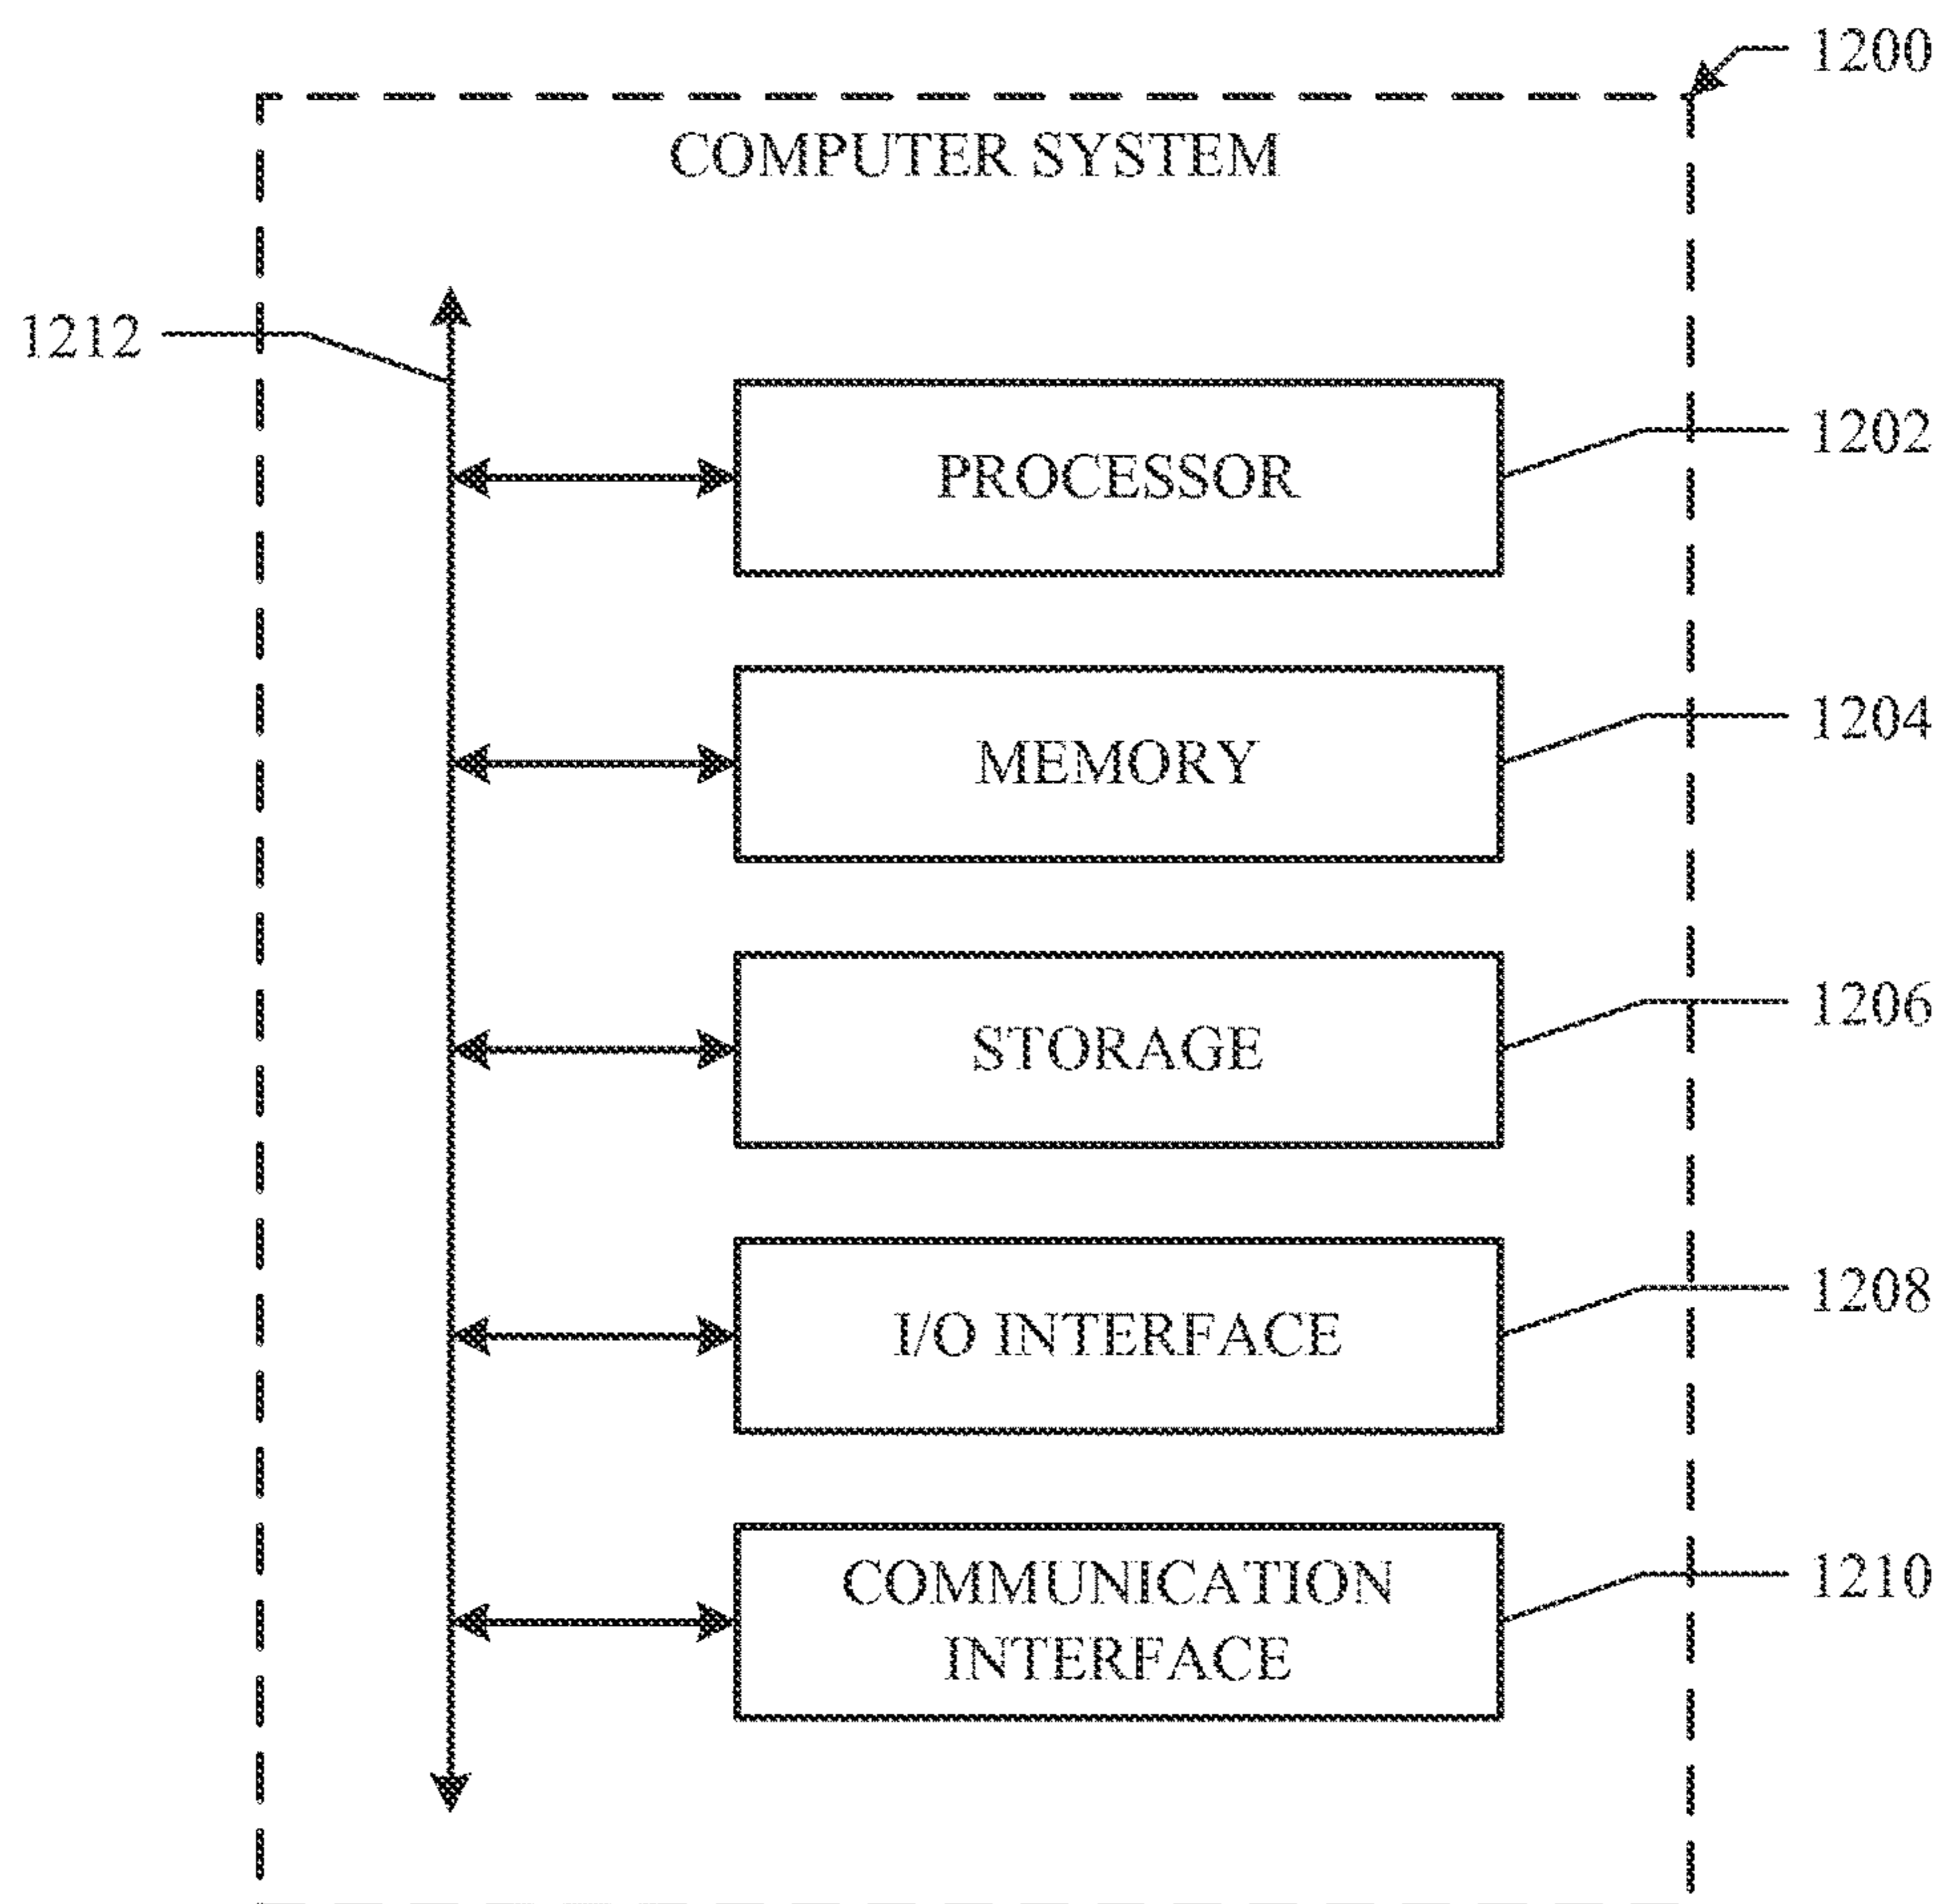 1200
COMPUTER SYSTEM
1212
PROCESSOR
1202
MEMORY
1204
STORAGE
1206
I/O INTERFACE
1208
COMMUNICATION
INTERFACE
1210